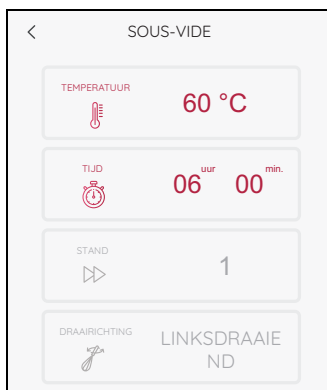 SOUS-VIDE
TEMPERATUUR
60 °C
TIJD
06 uur 00 min.
STAND
1
DRAAIRICHTING
LINKSDRAAIE
ND